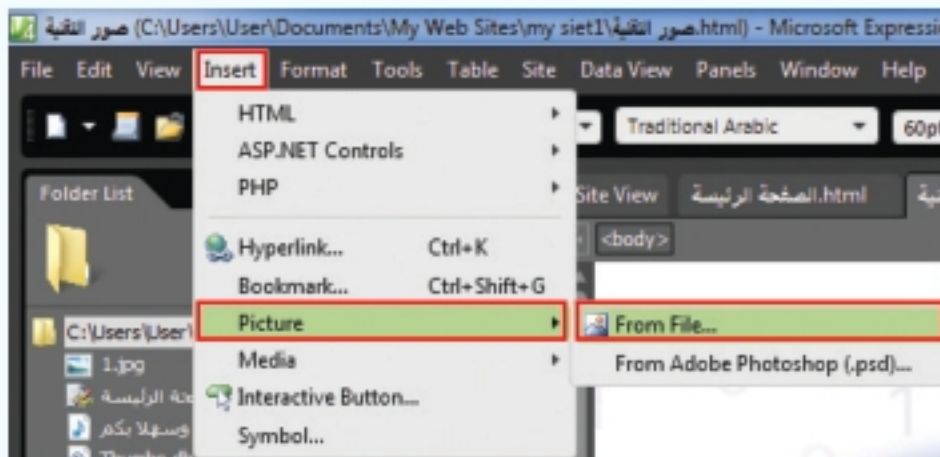 صور التقنية (C:\Users\User\Documents\My Web Sites\my siet1\صور التقنية.html) - Microsoft Expressi
File Edit View Insert Format Tools Table Site Data View Panels Window Help
HTML
ASP.NET Controls
PHP
Hyperlink... Ctrl+K
Bookmark... Ctrl+Shift+G
Picture
Media
Interactive Button...
Symbol...
From File...
From Adobe Photoshop (.psd)...
Traditional Arabic
60p
Folder List
C:\Users\User\
1.jpg
حة الرئيسة
وسهلا بكم
Site View
الصفحة الرئيسة.html
نية
<body>